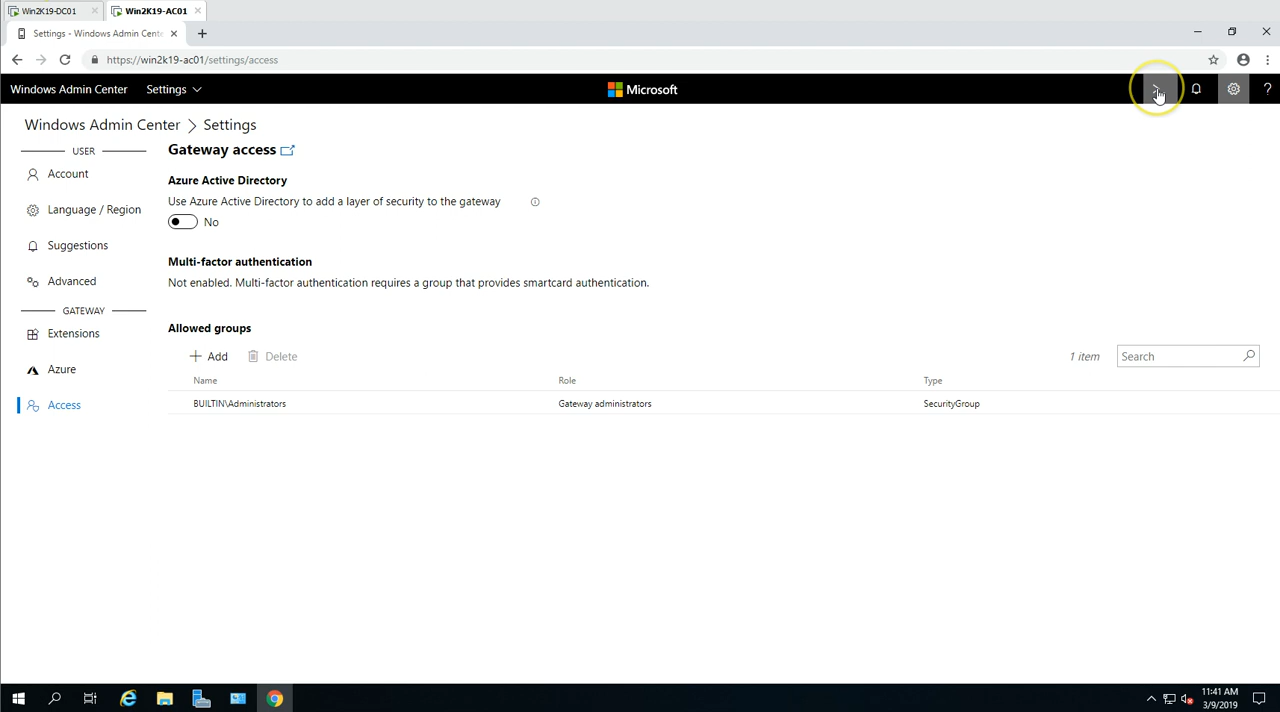 Win2K19-DC01
Win2K19-AC01
Settings - Windows Admin Cente
https://win2k19-ac01/settings/access
Windows Admin Center
Settings
Microsoft
Windows Admin Center > Settings
USER
Account
Language / Region
Suggestions
Advanced
GATEWAY
Extensions
Azure
Access
Gateway access
Azure Active Directory
Use Azure Active Directory to add a layer of security to the gateway
No
Multi-factor authentication
Not enabled. Multi-factor authentication requires a group that provides smartcard authentication.
Allowed groups
Add
Delete
1 item
Search
Name Role Type
BUILTIN\Administrators Gateway administrators SecurityGroup
11:41 AM
3/9/2019